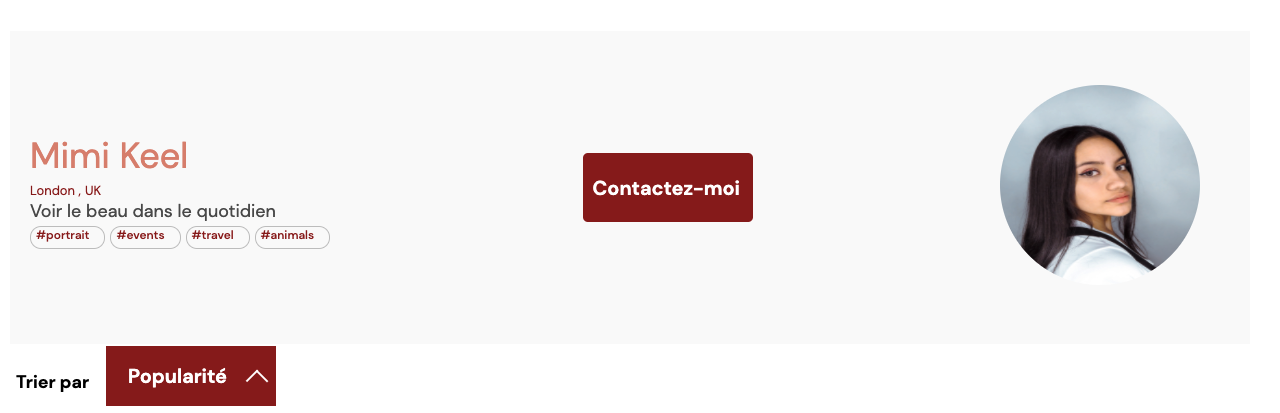 Mimi Keel
London , UK
Voir le beau dans le quotidien
#portrait #events #travel #animals
Contactez-moi
Trier par Popularité